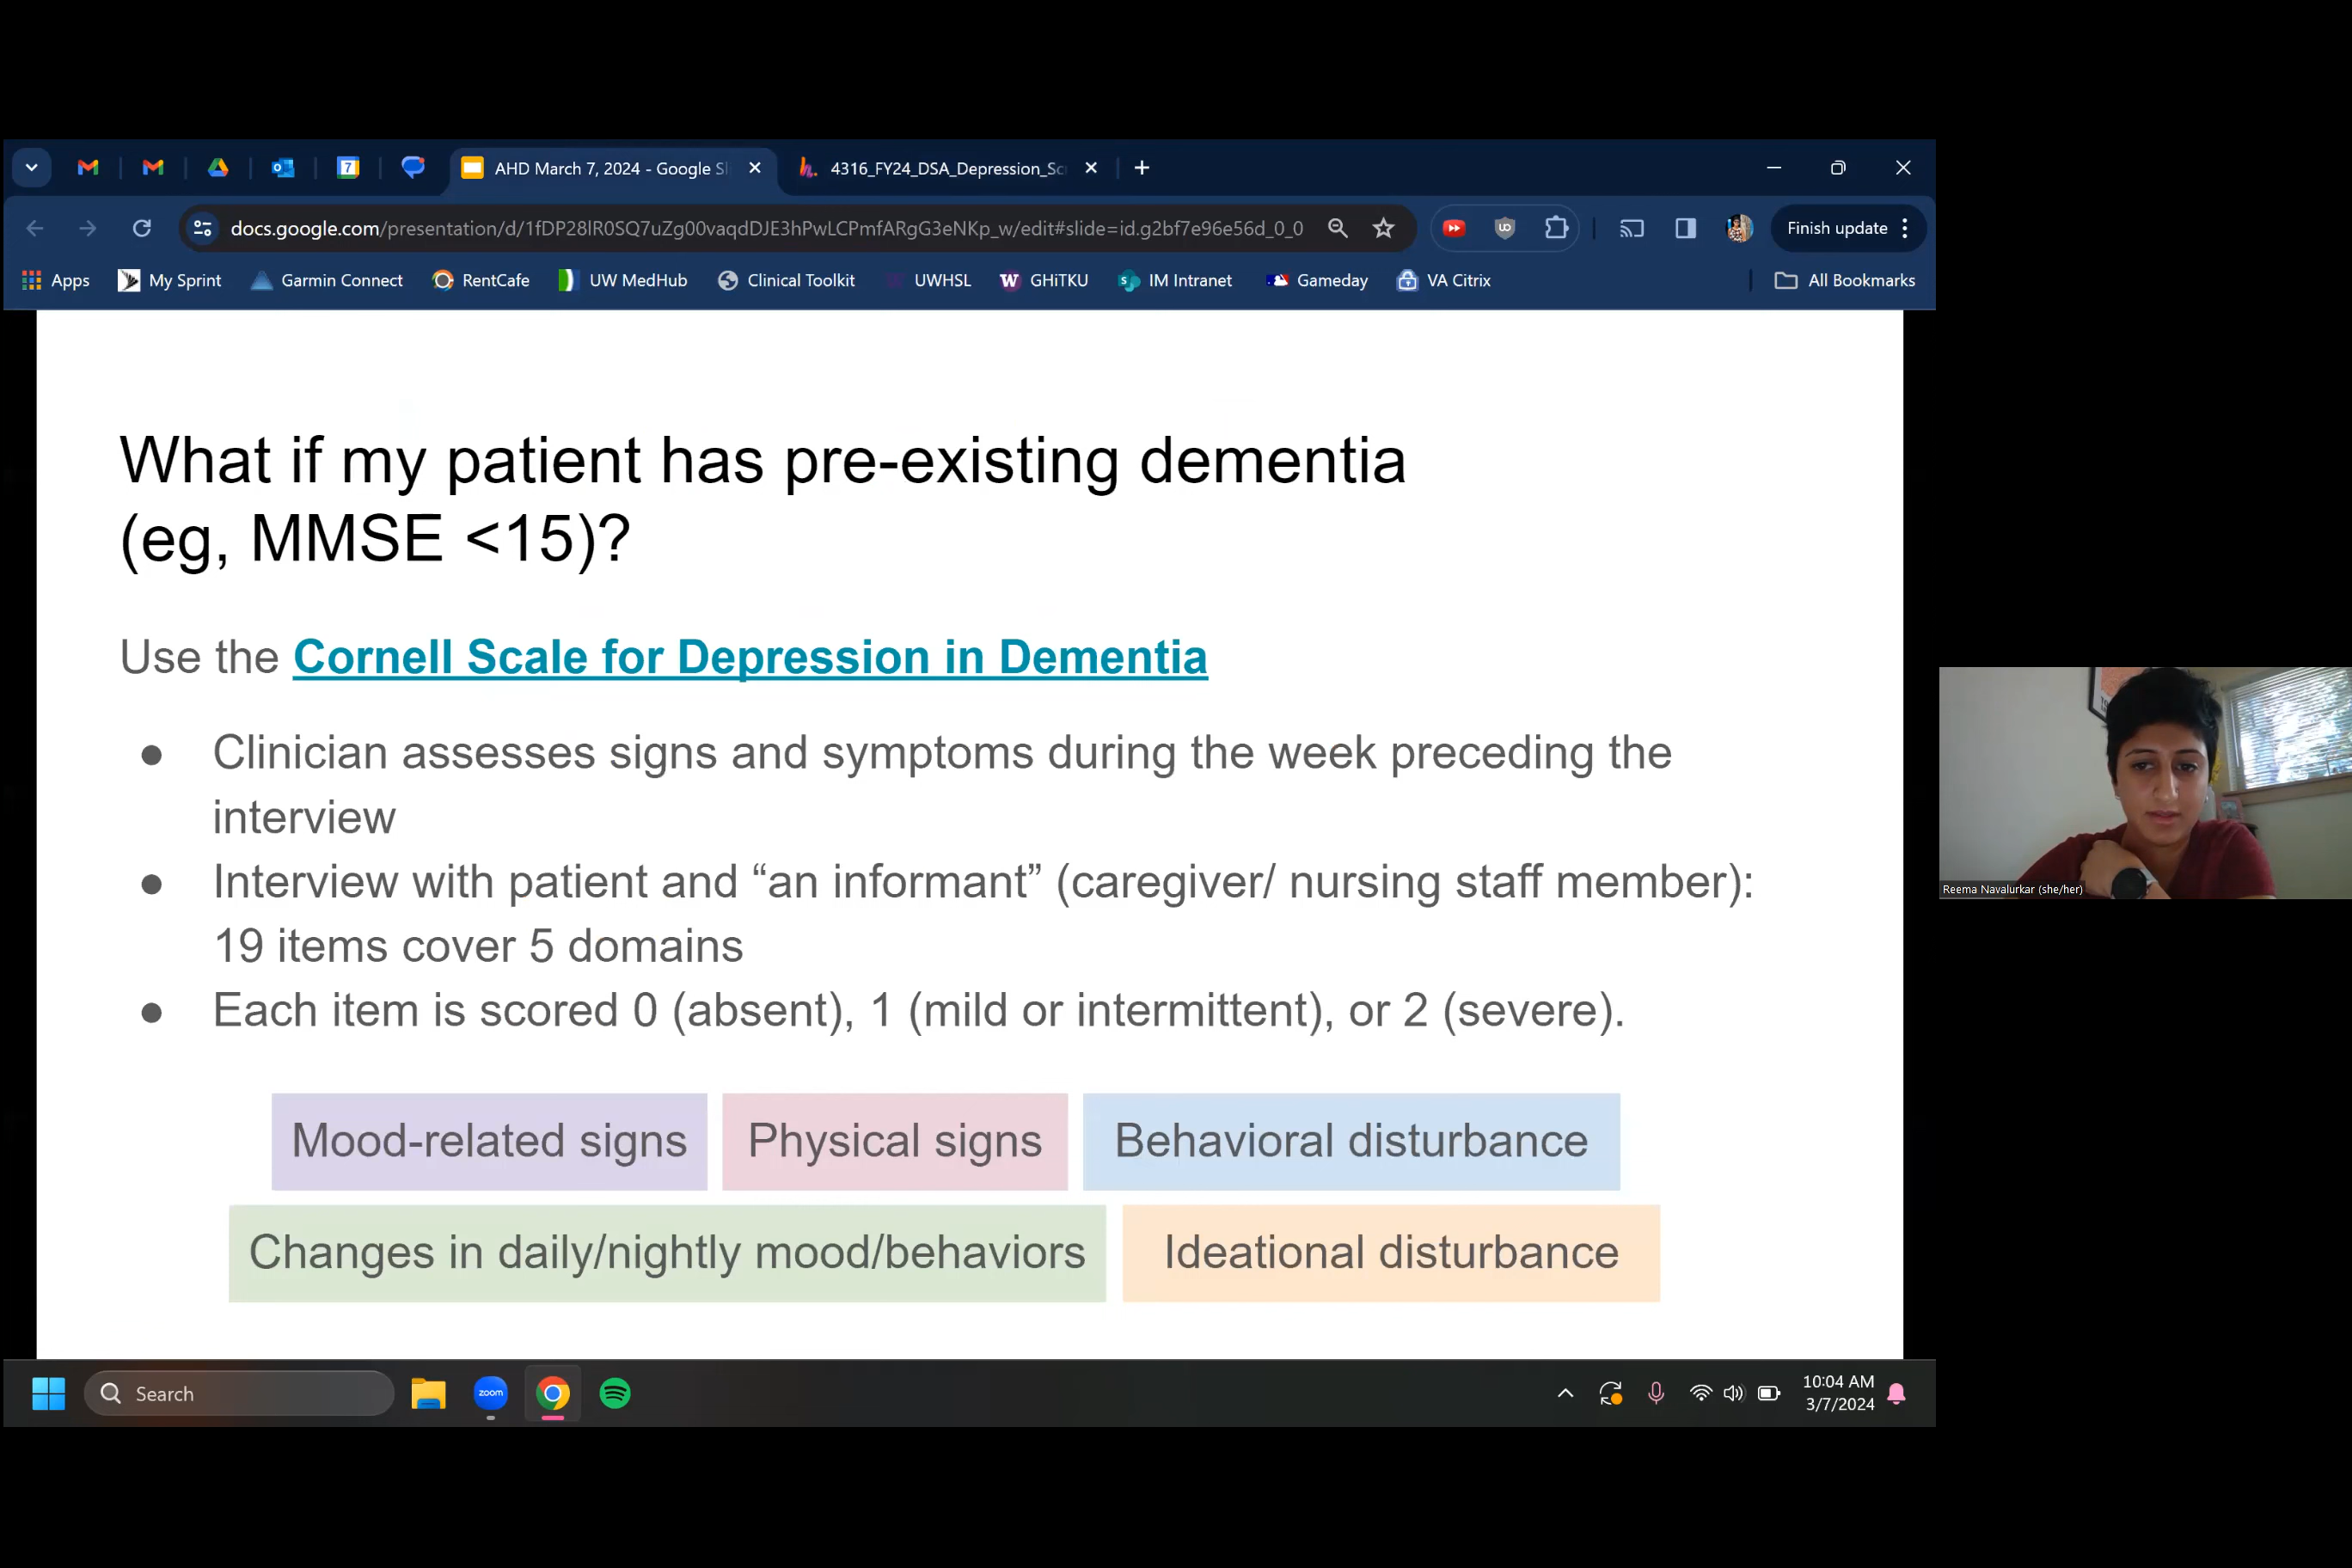 AHD March 7, 2024 - Google Sl
4316_FY24_DSA_Depression_Sc
docs.google.com/presentation/d/1fDP28lR0SQ7uZg00vaqdDJE3hPwLCPmfARgG3eNKp_w/edit#slide=id.g2bf7e96e56d_0_0
Finish update
Apps My Sprint Garmin Connect RentCafe UW MedHub Clinical Toolkit UWHSL GHiTKU IM Intranet Gameday VA Citrix All Bookmarks
What if my patient has pre-existing dementia
(eg, MMSE <15)?
Use the Cornell Scale for Depression in Dementia
● Clinician assesses signs and symptoms during the week preceding the
interview
● Interview with patient and “an informant” (caregiver/ nursing staff member):
19 items cover 5 domains
● Each item is scored 0 (absent), 1 (mild or intermittent), or 2 (severe).
Mood-related signs Physical signs Behavioral disturbance
Changes in daily/nightly mood/behaviors Ideational disturbance
Reema Navalurkar (she/her)
Search
zoom
10:04 AM
3/7/2024